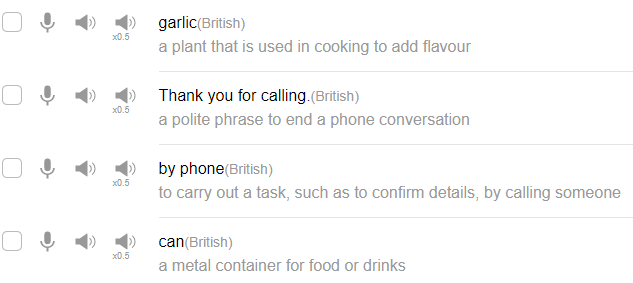 garlic(British)
x0.5
a plant that is used in cooking to add flavour
Thank you for calling.(British)
x0.5
a polite phrase to end a phone conversation
by phone(British)
x0.5
to carry out a task, such as to confirm details, by calling someone
can(British)
x0.5
a metal container for food or drinks